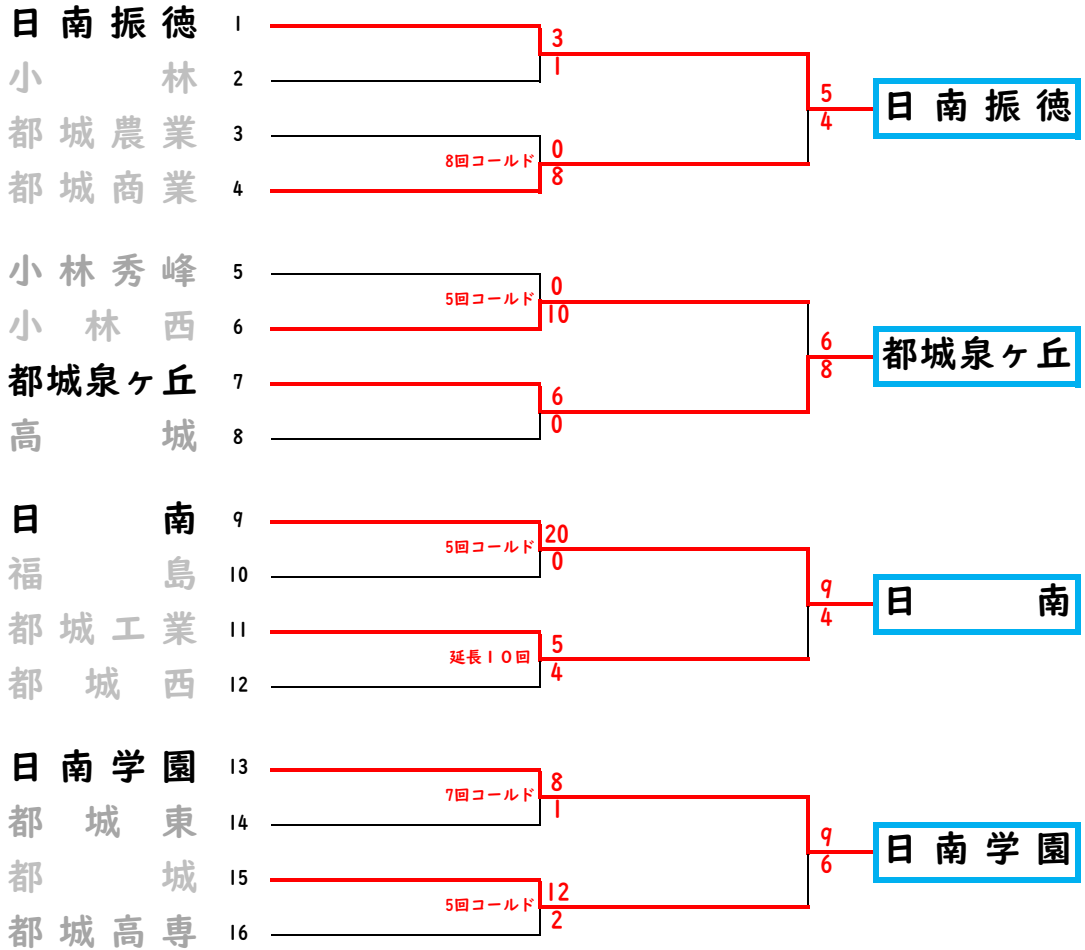 日南振徳 1
3
1
小林 2
5
4
日南振徳
都城農業 3
8回コールド
0
8
都城商業 4
小林秀峰 5
5回コールド
0
10
小林西 6
6
8
都城泉ヶ丘
都城泉ヶ丘 7
6
0
高城 8
日南 9
5回コールド
20
0
福島 10
9
4
日南
都城工業 11
延長10回
5
4
都城西 12
日南学園 13
7回コールド
8
1
都城東 14
9
6
日南学園
都城 15
5回コールド
12
2
都城高専 16